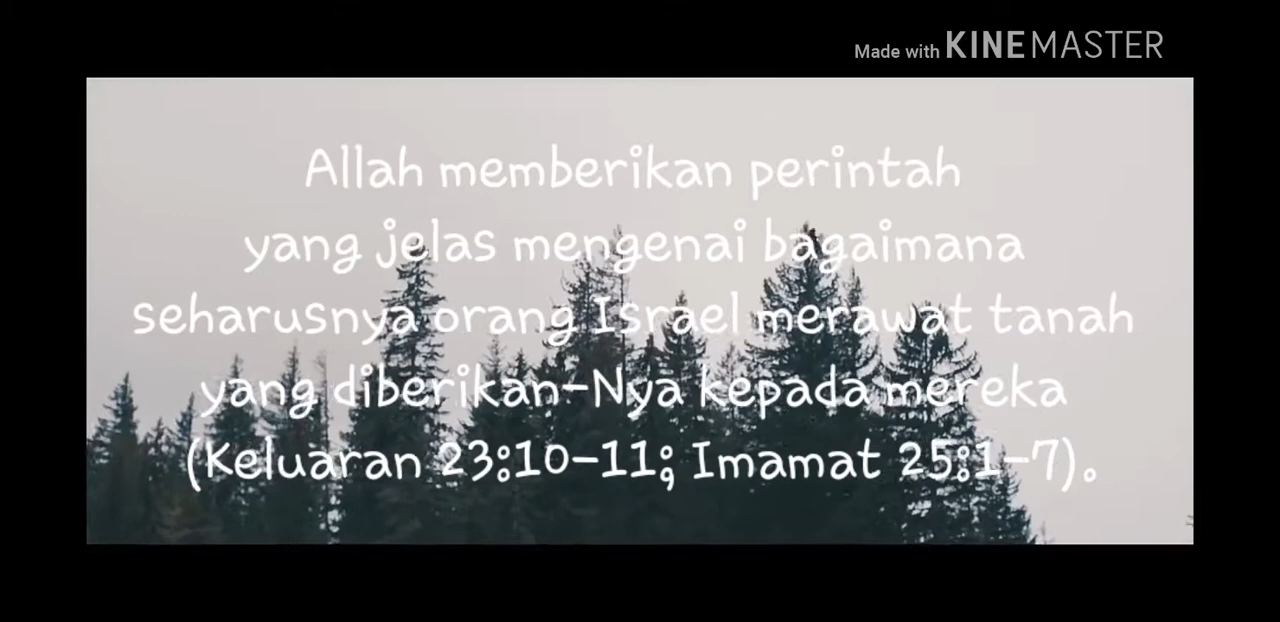 Made with KINEMASTER
Allah memberikan perintah
yang jelas mengenai bagaimana
seharusnya orang Israel merawat tanah
yang diberikan-Nya kepada mereka
(Keluaran 23:10-11; Imamat 25:1-7).